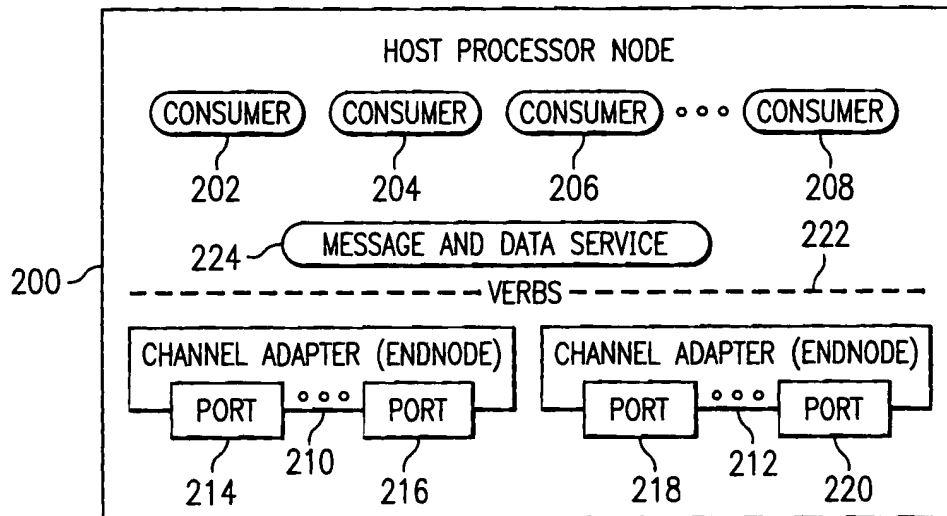 HOST PROCESSOR NODE
CONSUMER CONSUMER CONSUMER CONSUMER
202 204 206 208
224 MESSAGE AND DATA SERVICE 222
200
VERBS
CHANNEL ADAPTER (ENDNODE) CHANNEL ADAPTER (ENDNODE)
PORT PORT PORT PORT
214 210 216 218 212 220